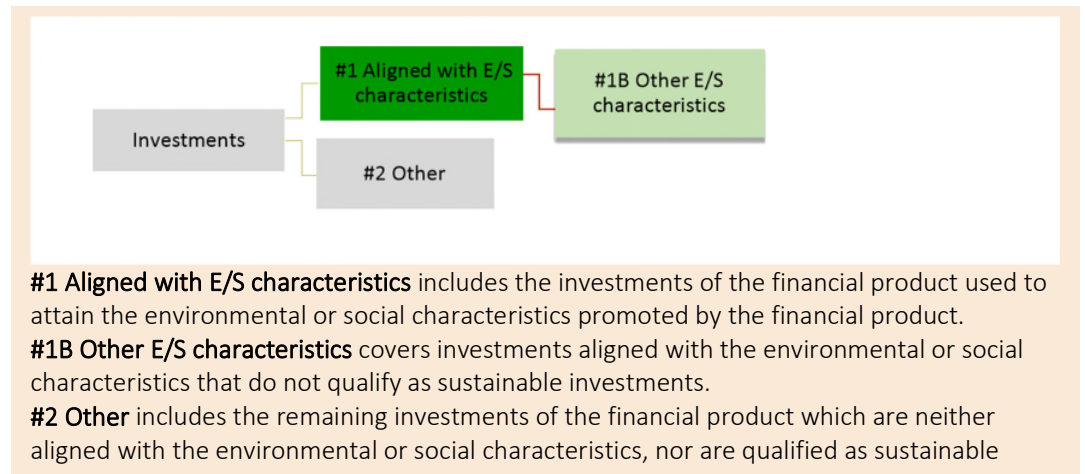 #1 Aligned with E/S
characteristics
#1B Other E/S
characteristics
Investments
#2 Other
#1 Aligned with E/S characteristics includes the investments of the financial product used to
attain the environmental or social characteristics promoted by the financial product.
#1B Other E/S characteristics covers investments aligned with the environmental or social
characteristics that do not qualify as sustainable investments.
#2 Other includes the remaining investments of the financial product which are neither
aligned with the environmental or social characteristics, nor are qualified as sustainable